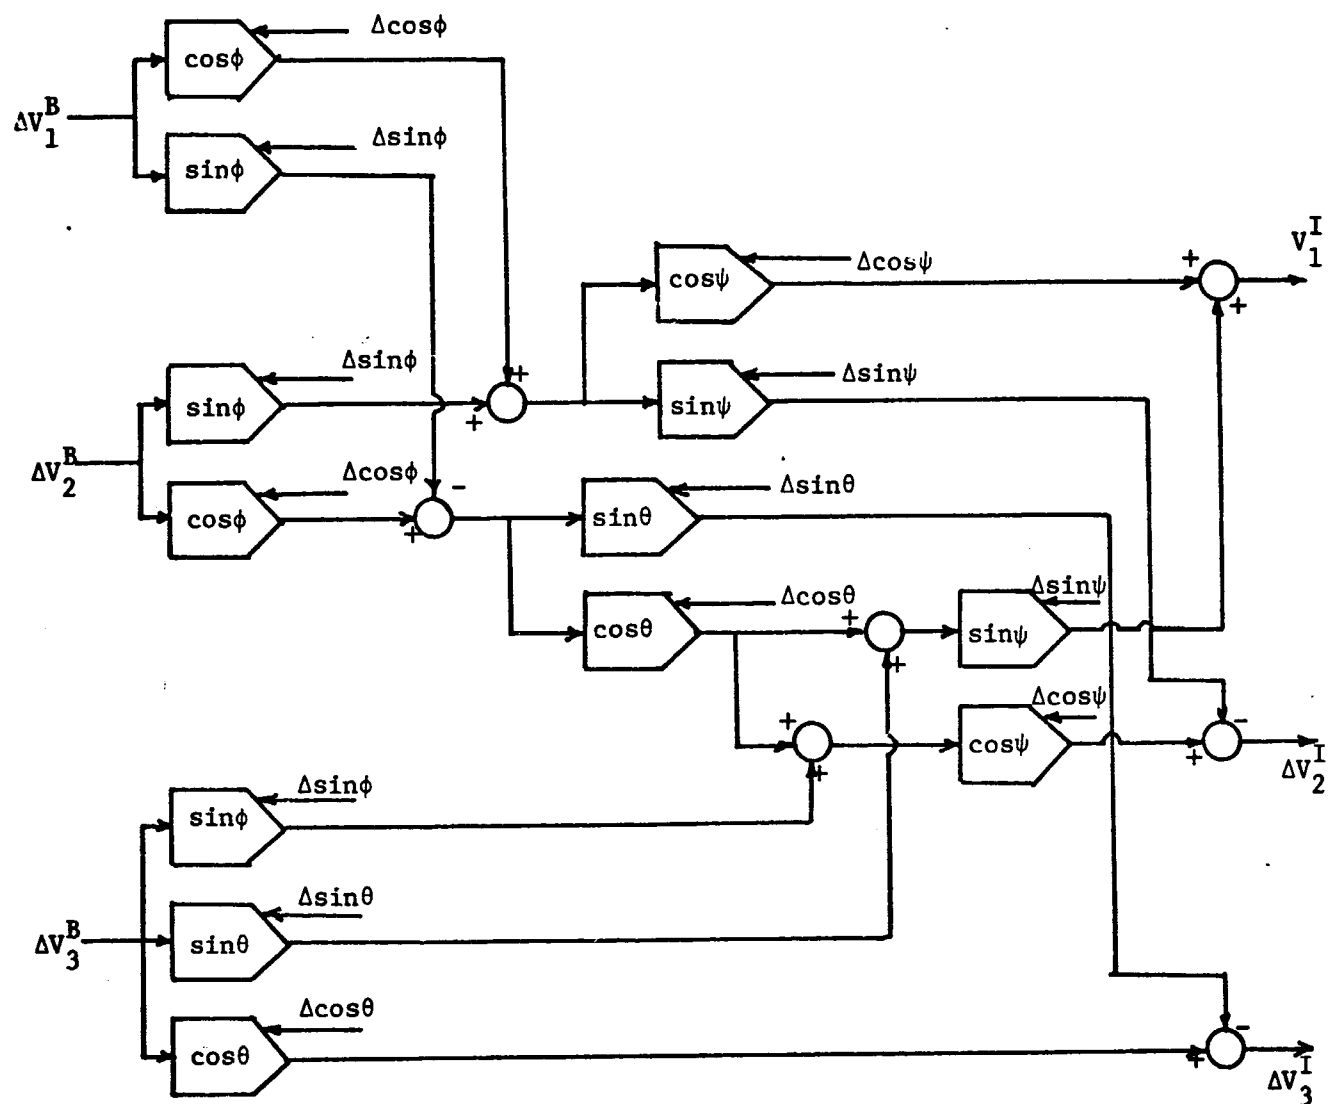 Δcosφ
cosφ
ΔV₁ᴮ
Δsinφ
sinφ
V₁ᴵ
+
Δcosψ
cosψ
+
Δsinφ
sinφ
+
+
Δsinψ
sinψ
ΔV₂ᴮ
Δcosφ
cosφ
-
+
Δsinθ
sinθ
Δcosθ
cosθ
+
+
Δsinψ
sinψ
Δcosψ
cosψ
+
+
-
+
ΔV₂ᴵ
Δsinφ
sinφ
ΔV₃ᴮ
Δsinθ
sinθ
Δcosθ
cosθ
-
+
ΔV₃ᴵ